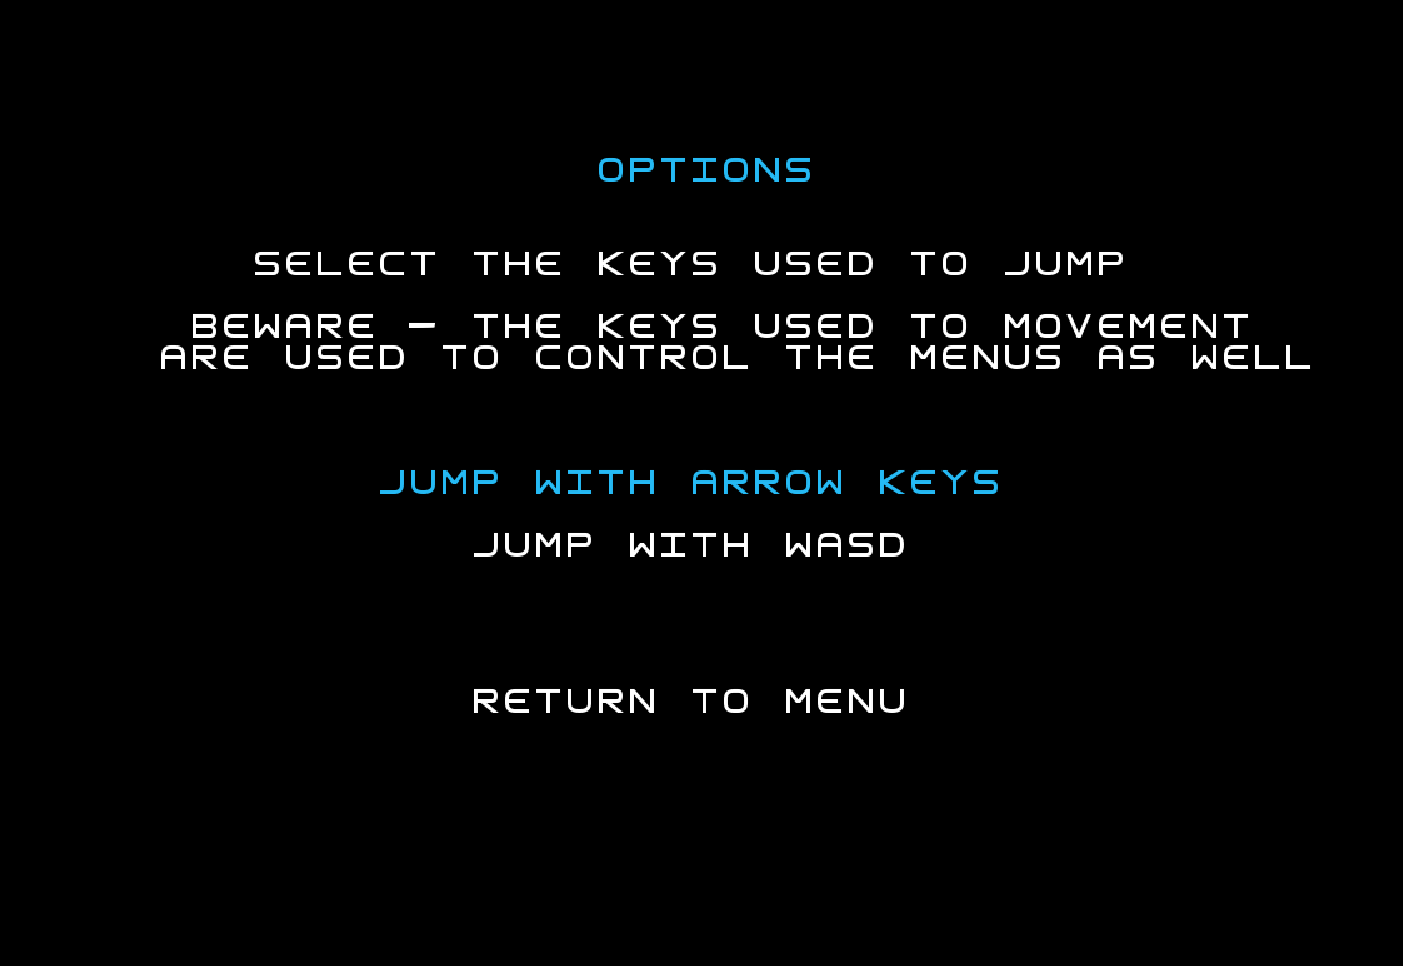 OPTIONS
SELECT THE KEYS USED TO JUMP
BEWARE - THE KEYS USED TO MOVEMENT
ARE USED TO CONTROL THE MENUS AS WELL
JUMP WITH ARROW KEYS
JUMP WITH WASD
RETURN TO MENU